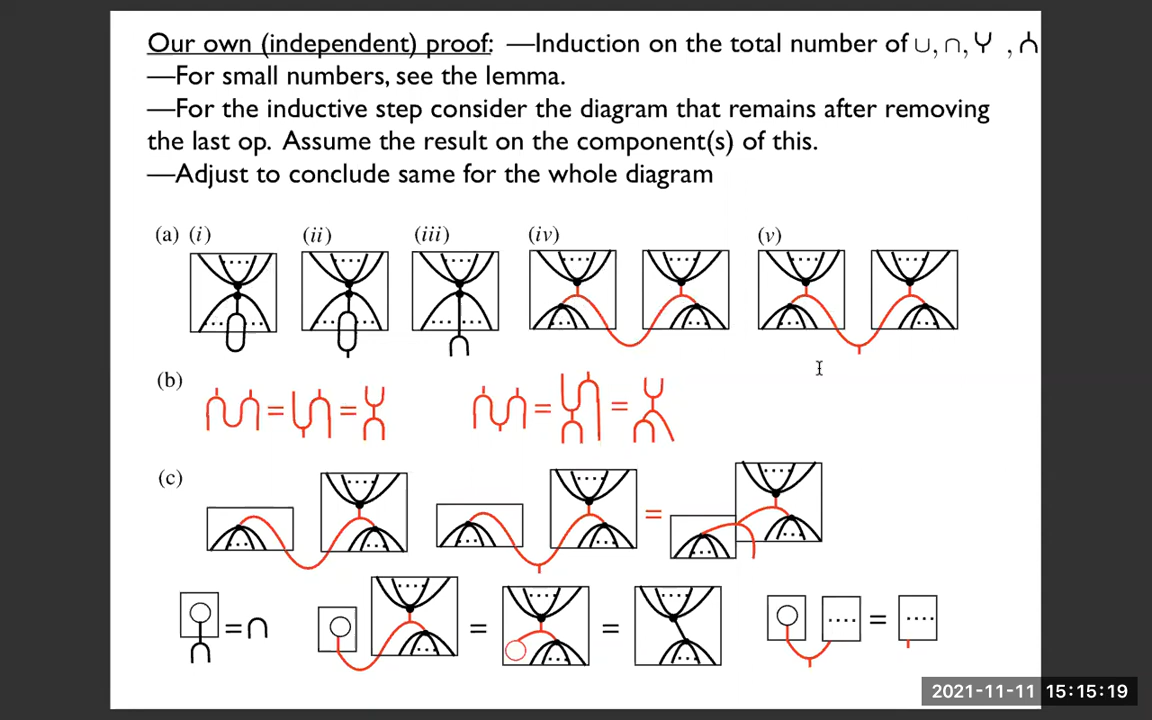 Our own (independent) proof: —Induction on the total number of ∪, ∩, Y , ⅄
—For small numbers, see the lemma.
—For the inductive step consider the diagram that remains after removing
the last op. Assume the result on the component(s) of this.
—Adjust to conclude same for the whole diagram
(a) (i) (ii) (iii) (iv) (v)
(b)
= = = =
(c)
=
= = = =
2021-11-11 15:15:19